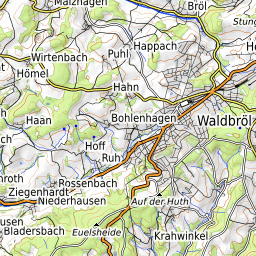 Malzhagen
Bröl
Happach
Puhl
Wirtenbach
Hömel
Hahn
Bohlenhagen
Haan
Waldbröl
Hoff
Ruh
Rossenbach
Ziegenhardt
Niederhausen
Auf der Huth
Bladersbach
Euelsheide
Krahwinkel